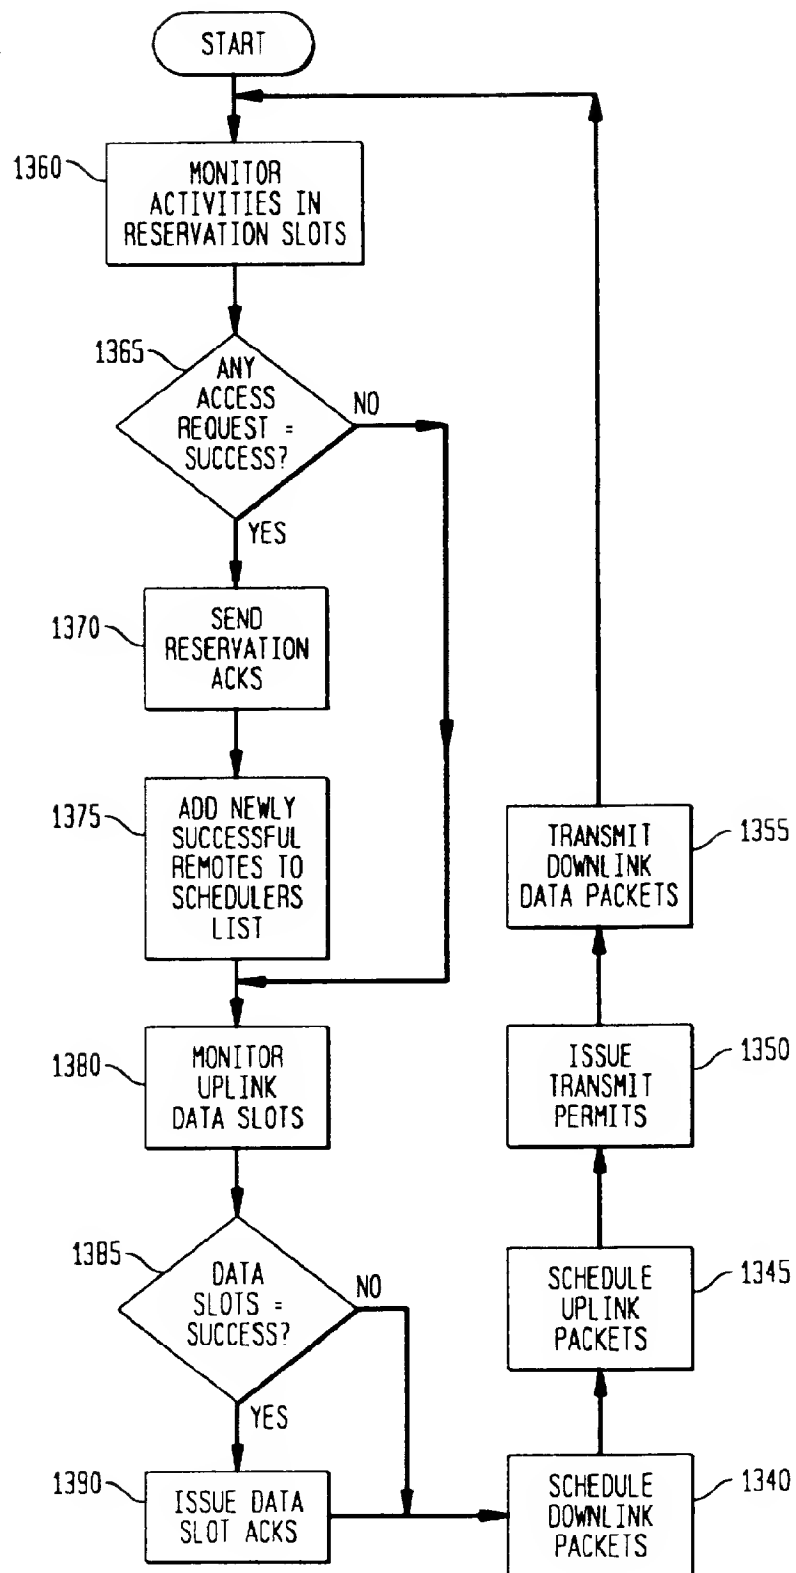 START
1360
MONITOR
ACTIVITIES IN
RESERVATION SLOTS
1365
ANY
ACCESS
REQUEST =
SUCCESS?
NO
YES
1370
SEND
RESERVATION
ACKS
1375
ADD NEWLY
SUCCESSFUL
REMOTES TO
SCHEDULERS
LIST
1380
MONITOR
UPLINK
DATA SLOTS
1385
DATA
SLOTS =
SUCCESS?
NO
YES
1390
ISSUE DATA
SLOT ACKS
1355
TRANSMIT
DOWNLINK
DATA PACKETS
1350
ISSUE
TRANSMIT
PERMITS
1345
SCHEDULE
UPLINK
PACKETS
1340
SCHEDULE
DOWNLINK
PACKETS